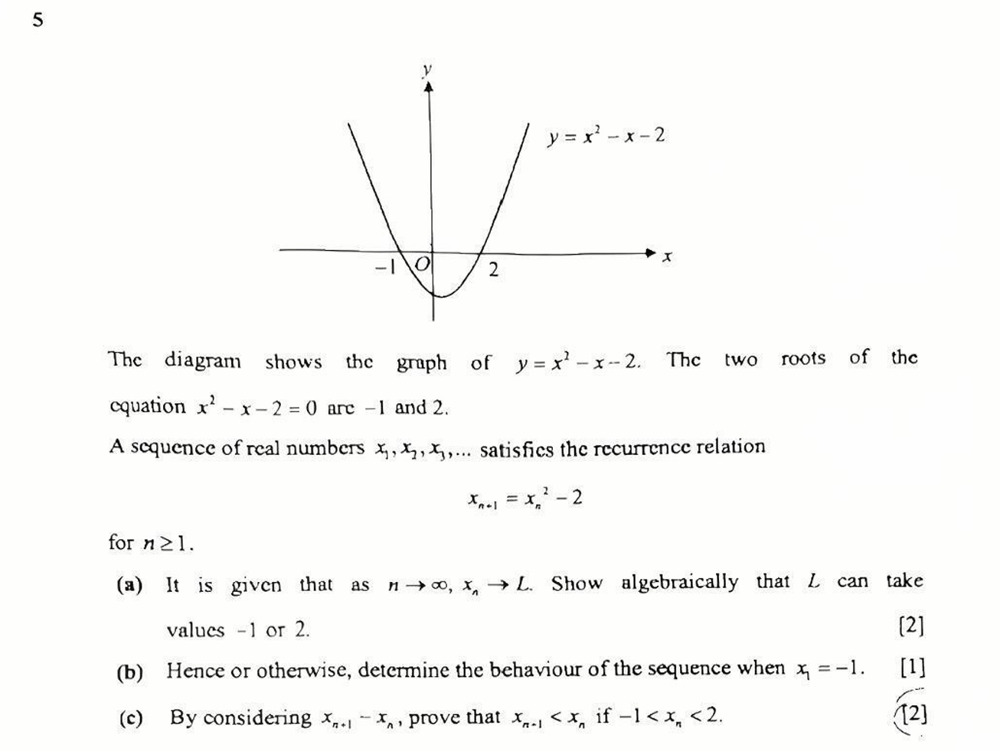 5
y
y = x² − x − 2
−1 O 2 x
The diagram shows the graph of y = x² − x − 2. The two roots of the
equation x² − x − 2 = 0 are −1 and 2.
A sequence of real numbers x₁, x₂, x₃, ... satisfies the recurrence relation
xₙ₊₁ = xₙ² − 2
for n ≥ 1.
(a) It is given that as n → ∞, xₙ → L. Show algebraically that L can take
values −1 or 2. [2]
(b) Hence or otherwise, determine the behaviour of the sequence when x₁ = −1. [1]
(c) By considering xₙ₊₁ − xₙ, prove that xₙ₊₁ < xₙ if −1 < xₙ < 2. [2]